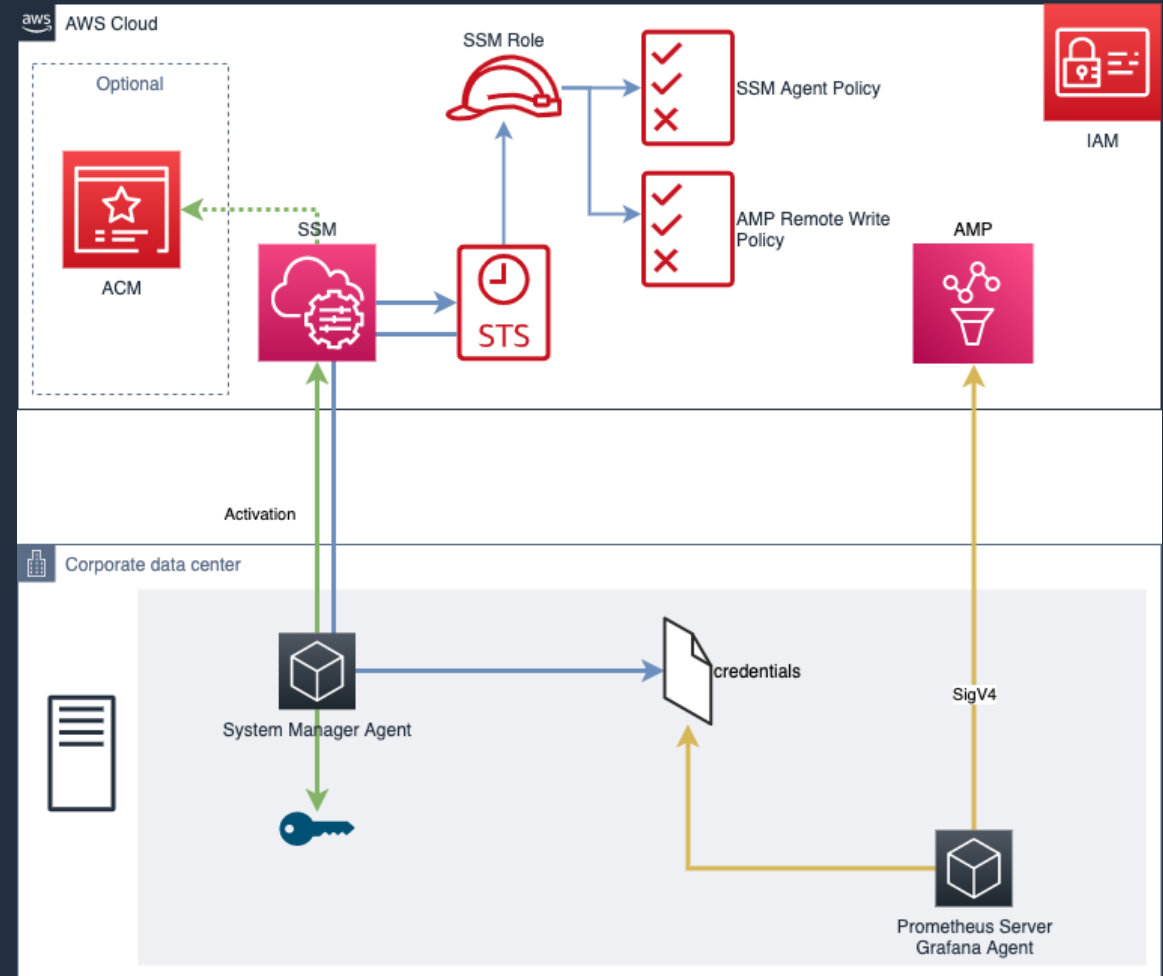 aws
AWS Cloud
SSM Role
Optional
SSM Agent Policy
IAM
AMP Remote Write
Policy
AMP
SSM
ACM
STS
Activation
Corporate data center
credentials
SigV4
System Manager Agent
Prometheus Server
Grafana Agent